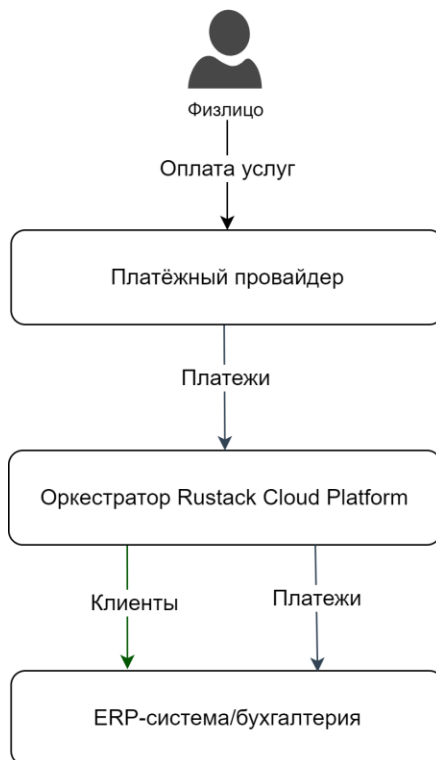 Физлицо
Оплата услуг
Платёжный провайдер
Платежи
Оркестратор Rustack Cloud Platform
Клиенты
Платежи
ERP-система/бухгалтерия